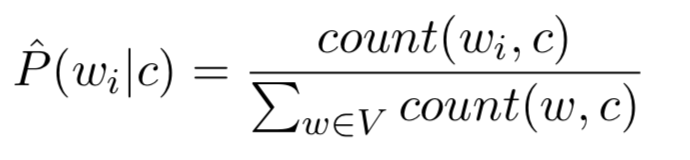 P̂(wᵢ|c) = count(wᵢ, c) / ∑_{w∈V} count(w, c)